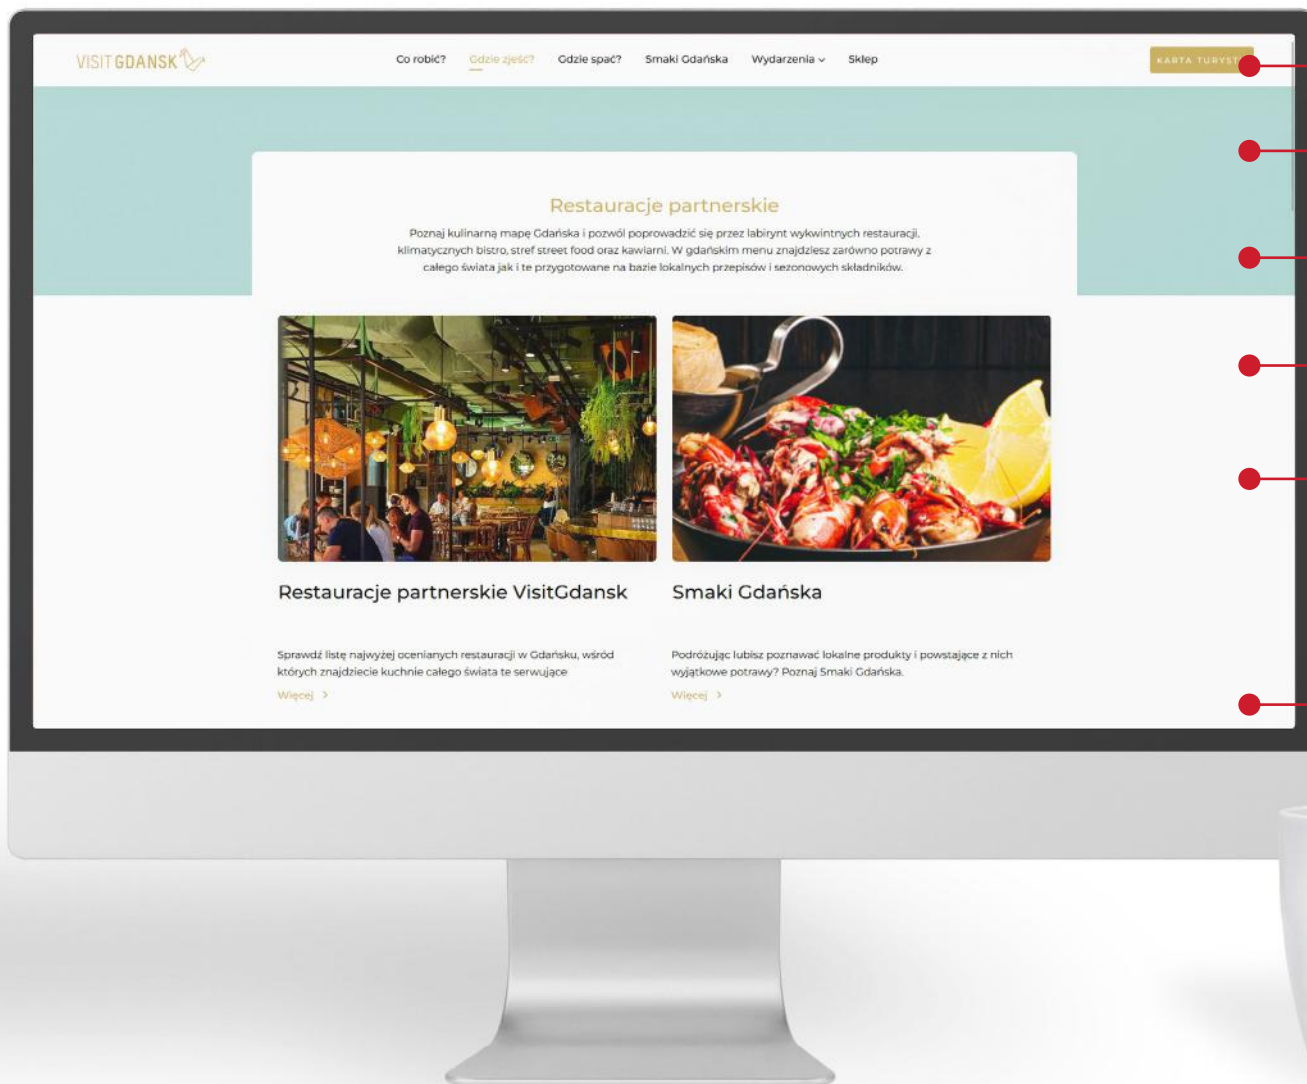 VISIT GDANSK
Co robić?
Gdzie zjeść?
Gdzie spać?
Smaki Gdańska
Wydarzenia
Sklep
KARTA TURYST
Restauracje partnerskie
Poznaj kulinarną mapę Gdańska i pozwól poprowadzić się przez labirynt wykwintnych restauracji,
klimatycznych bistro, stref street food oraz kawiarni. W gdańskim menu znajdziesz zarówno potrawy z
całego świata jak i te przygotowane na bazie lokalnych przepisów i sezonowych składników.
Restauracje partnerskie VisitGdansk
Sprawdź listę najwyżej ocenianych restauracji w Gdańsku, wśród
których znajdziecie kuchnie całego świata te serwujące
Więcej >
Smaki Gdańska
Podróżując lubisz poznawać lokalne produkty i powstające z nich
wyjątkowe potrawy? Poznaj Smaki Gdańska.
Więcej >